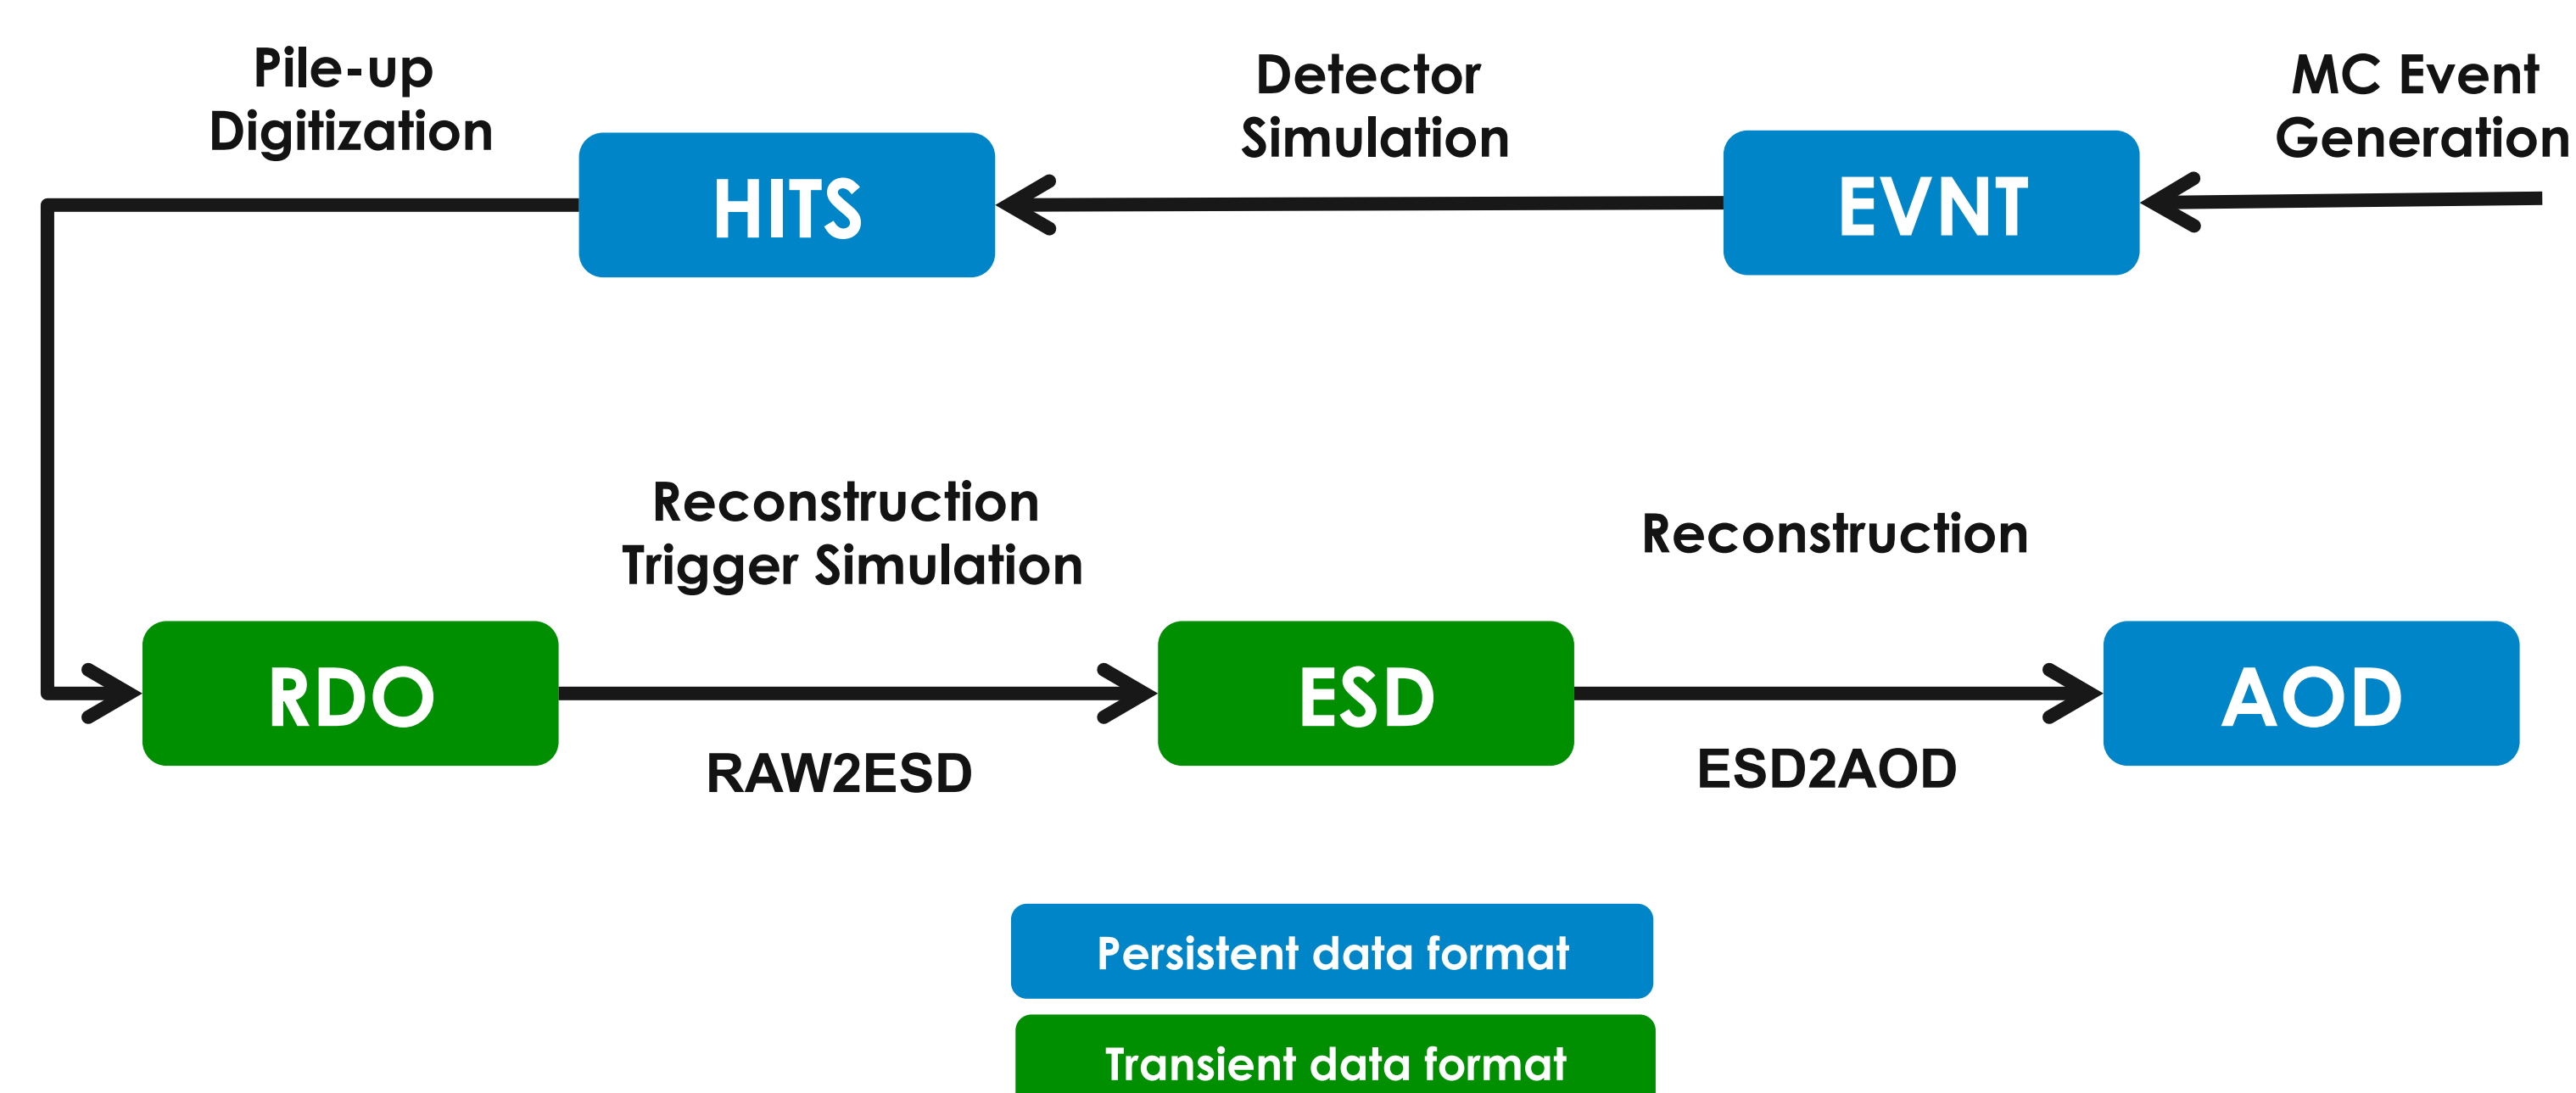 Pile-up
Digitization
HITS
Detector
Simulation
EVNT
MC Event
Generation
Reconstruction
Trigger Simulation
Reconstruction
RDO
ESD
AOD
RAW2ESD
ESD2AOD
Persistent data format
Transient data format